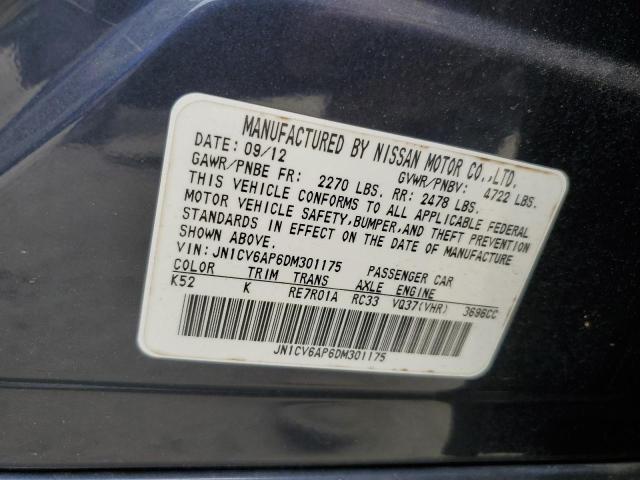 MANUFACTURED BY NISSAN MOTOR CO.,LTD.
DATE: 09/12 GVWR/PNBV: 4722 LBS.
GAWR/PNBE FR: 2270 LBS. RR: 2478 LBS.
THIS VEHICLE CONFORMS TO ALL APPLICABLE FEDERAL
MOTOR VEHICLE SAFETY,BUMPER,AND THEFT PREVENTION
STANDARDS IN EFFECT ON THE DATE OF MANUFACTURE
SHOWN ABOVE.
VIN: JN1CV6AP6DM301175 PASSENGER CAR
COLOR TRIM TRANS AXLE ENGINE
K52 K RE7R01A RC33 VQ37(VHR) 3696CC
JN1CV6AP6DM301175